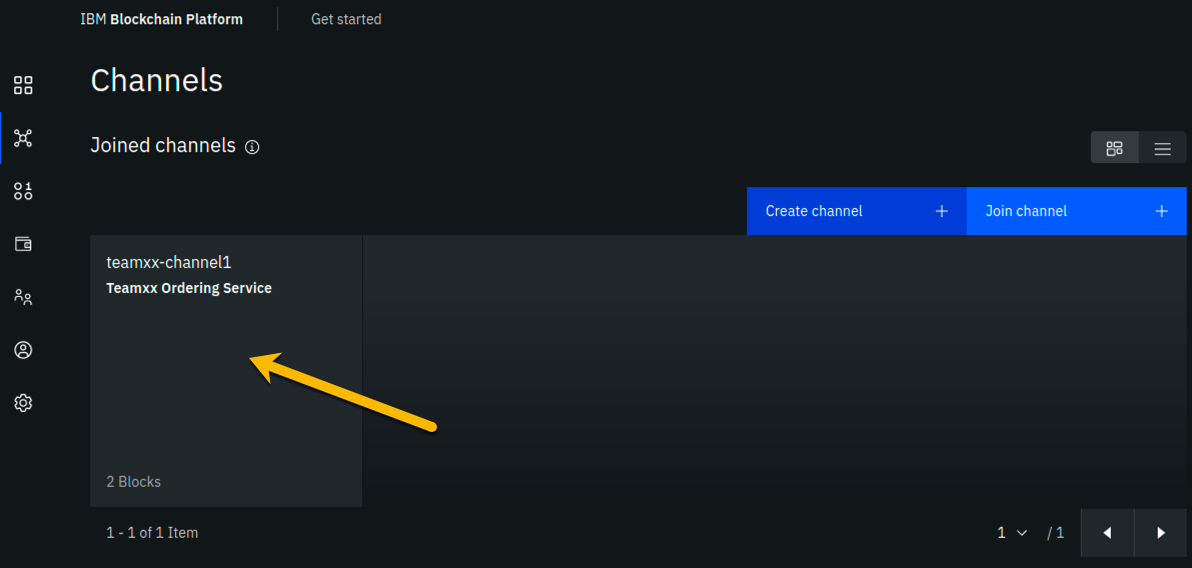 IBM Blockchain Platform
Get started
Channels
Joined channels
Create channel +
Join channel +
teamxx-channel1
Teamxx Ordering Service
2 Blocks
1 - 1 of 1 Item
1 / 1